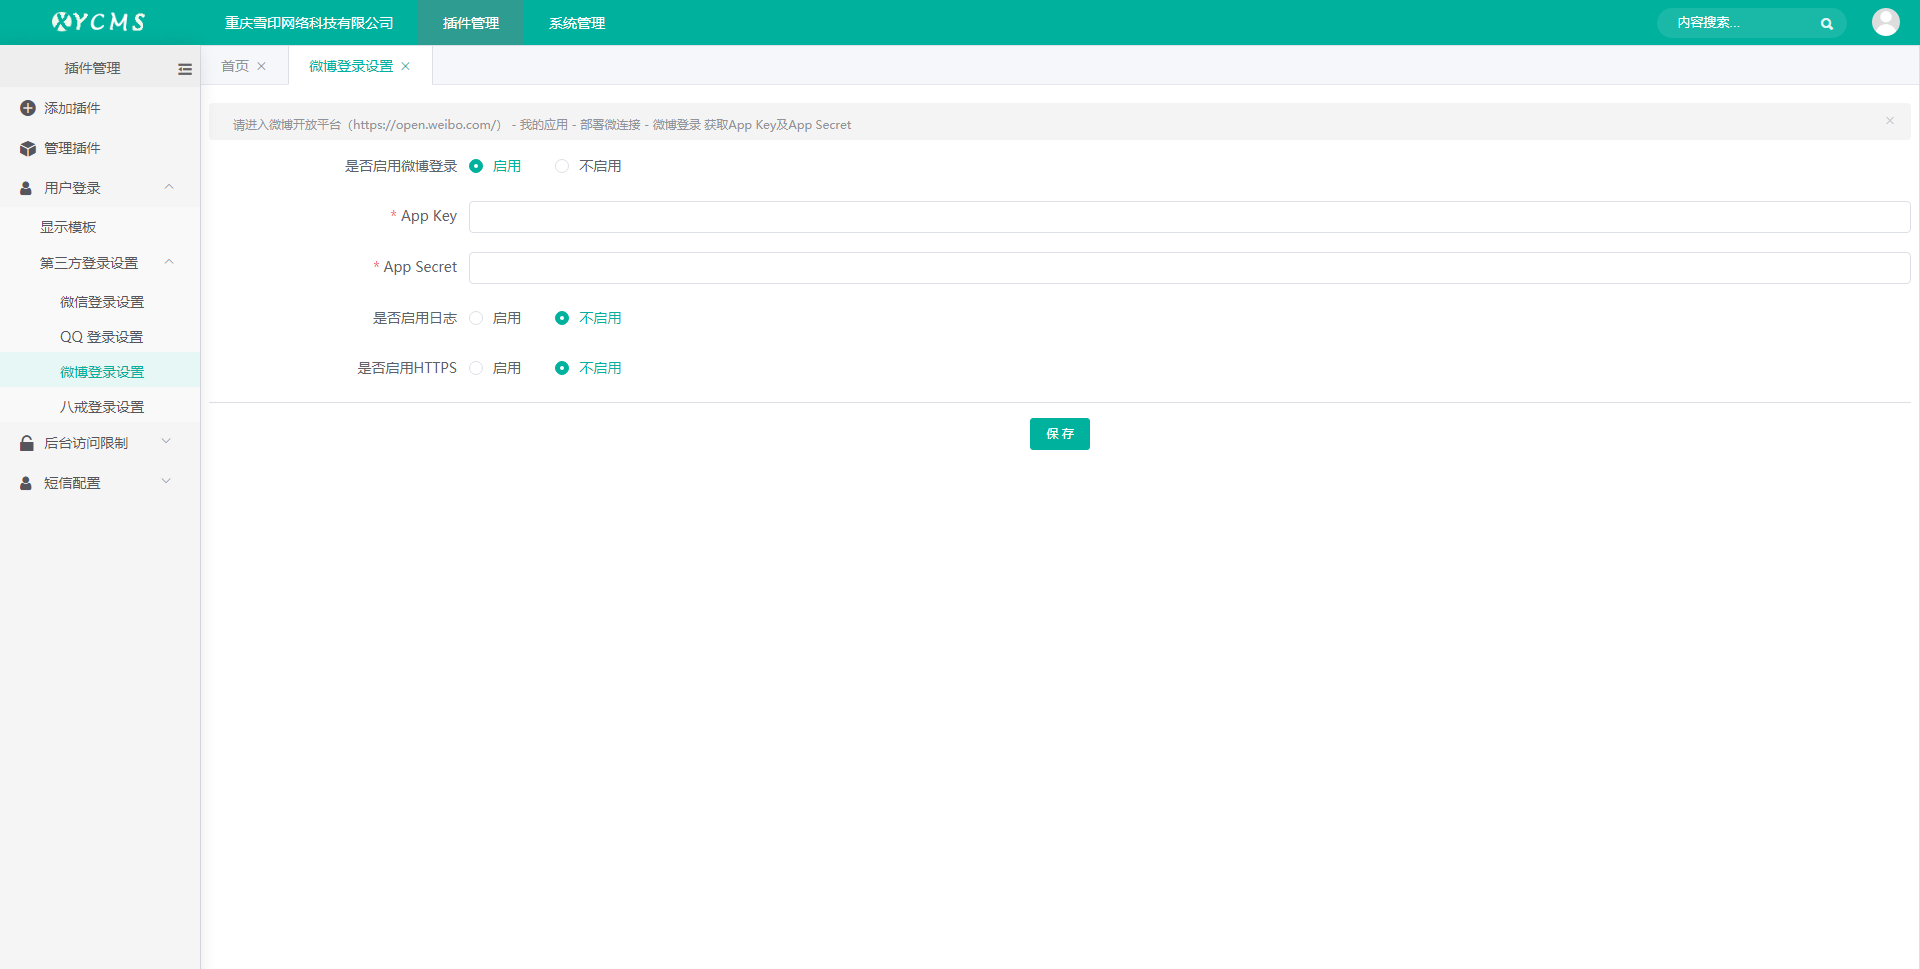 XYCMS
重庆雪印网络科技有限公司
插件管理
系统管理
内容搜索...
插件管理
首页
微博登录设置
添加插件
管理插件
用户登录
显示模板
第三方登录设置
微信登录设置
QQ 登录设置
微博登录设置
八戒登录设置
后台访问限制
短信配置
请进入微博开放平台（https://open.weibo.com/） - 我的应用 - 部署微连接 - 微博登录 获取App Key及App Secret
是否启用微博登录 启用 不启用
* App Key
* App Secret
是否启用日志 启用 不启用
是否启用HTTPS 启用 不启用
保 存